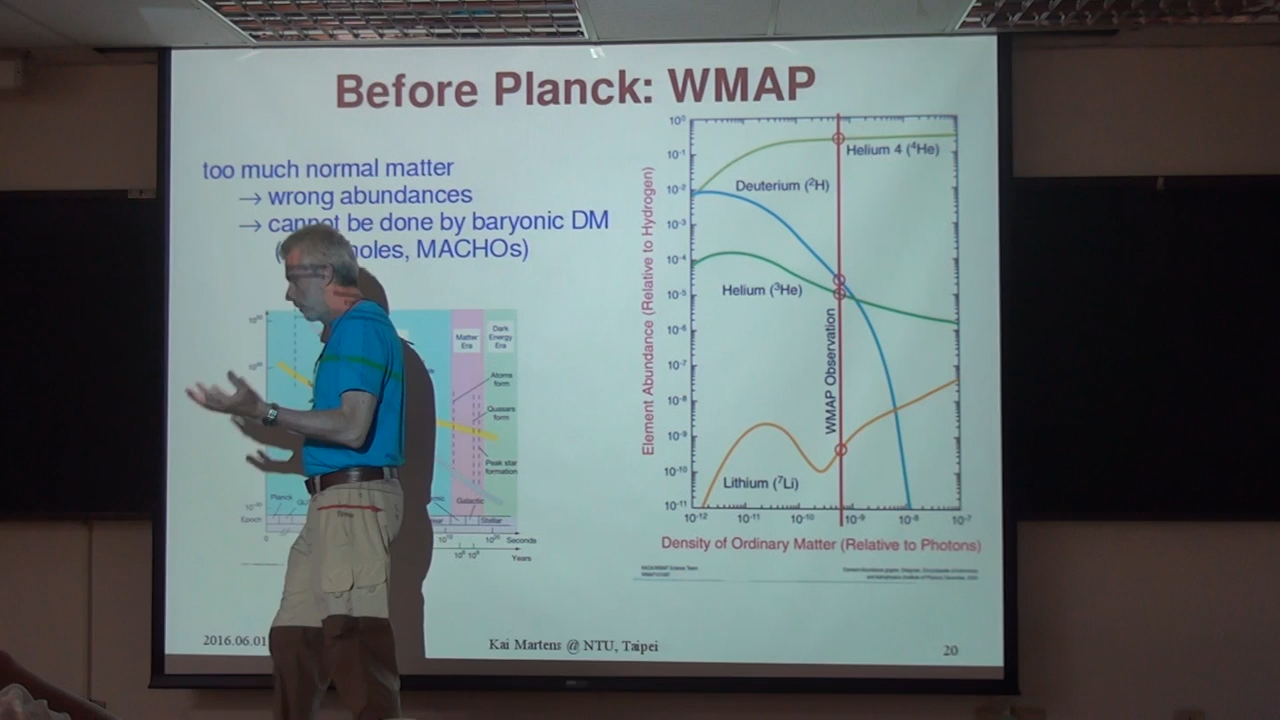 Before Planck: WMAP
too much normal matter
→ wrong abundances
→ cannot be done by baryonic DM
holes, MACHOs)
Matter Era
Dark Energy Era
Atoms form
Quasars form
Peak star formation
Planck
Galactic
Stellar
Epoch
Time
0
Seconds
Years
Element Abundance (Relative to Hydrogen)
10⁰
10⁻¹
10⁻²
10⁻³
10⁻⁴
10⁻⁵
10⁻⁶
10⁻⁷
10⁻⁸
10⁻⁹
10⁻¹⁰
10⁻¹¹
Helium 4 (⁴He)
Deuterium (²H)
Helium (³He)
WMAP Observation
Lithium (⁷Li)
10⁻¹² 10⁻¹¹ 10⁻¹⁰ 10⁻⁹ 10⁻⁸ 10⁻⁷
Density of Ordinary Matter (Relative to Photons)
2016.06.01
Kai Martens @ NTU, Taipei
20